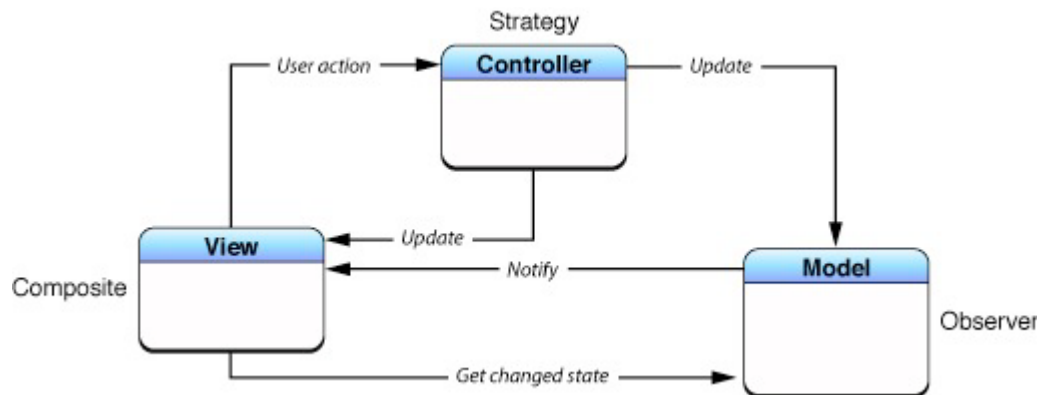 Strategy
User action
Controller
Update
View
Update
Notify
Model
Composite
Observer
Get changed state